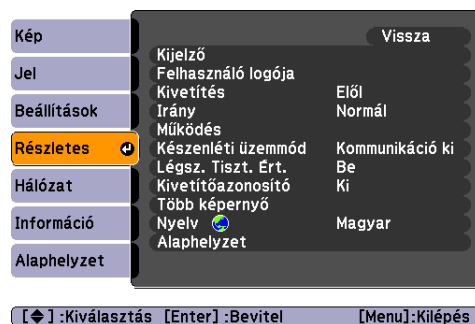 Kép
Jel
Beállítások
Részletes
Hálózat
Információ
Alaphelyzet
Vissza
Kijelző
Felhasználó logója
Kivetítés Elől
Irány Normál
Működés
Készenléti üzemmód Kommunikáció ki
Légsz. Tiszt. Ért. Be
Kivetítőazonosító Ki
Több képernyő
Nyelv Magyar
Alaphelyzet
[◆] :Kiválasztás [Enter] :Bevitel [Menu]:Kilépés